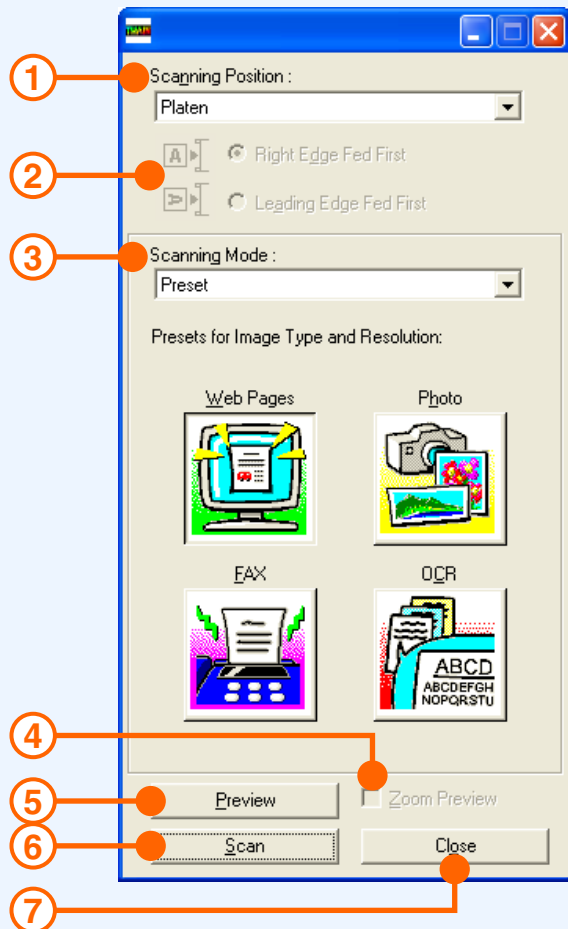 TWAIN
1
Scanning Position :
Platen
2
A
Right Edge Fed First
A
Leading Edge Fed First
3
Scanning Mode :
Preset
Presets for Image Type and Resolution:
Web Pages
Photo
FAX
OCR
ABCD
ABCDEFGH
NOPQRSTU
4
5
Preview
Zoom Preview
6
Scan
Close
7